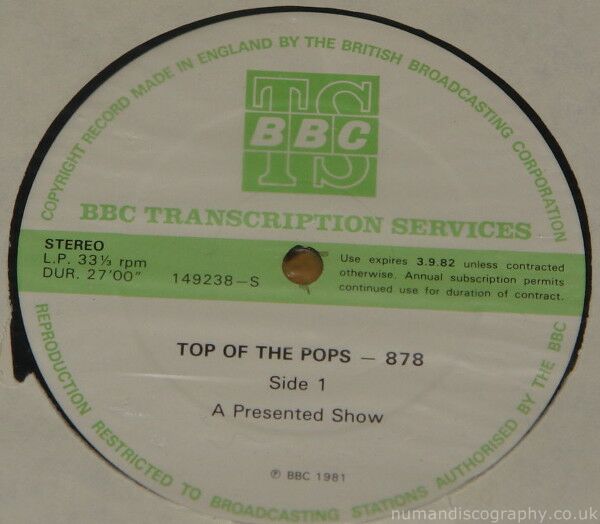 COPYRIGHT RECORD MADE IN ENGLAND BY THE BRITISH BROADCASTING CORPORATION
TS
BBC
BBC TRANSCRIPTION SERVICES
STEREO
L.P. 33⅓ rpm
DUR. 27'00"
149238-S
Use expires 3.9.82 unless contracted
otherwise. Annual subscription permits
continued use for duration of contract.
TOP OF THE POPS – 878
Side 1
A Presented Show
℗ BBC 1981
REPRODUCTION RESTRICTED TO BROADCASTING STATIONS AUTHORISED BY THE BBC
numandiscography.co.uk